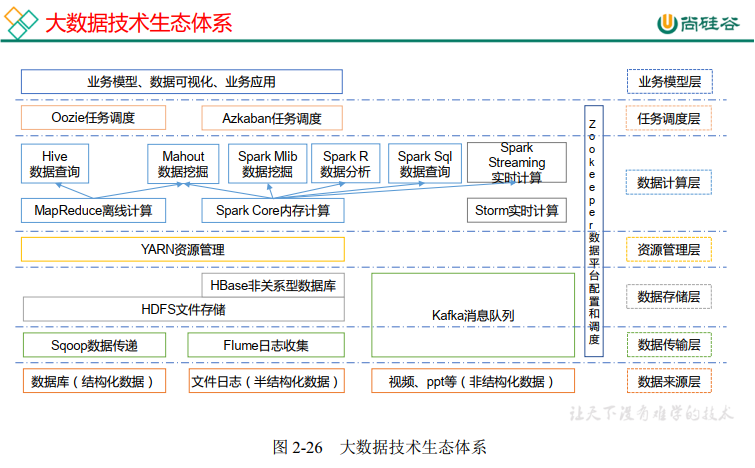 大数据技术生态体系
尚硅谷
业务模型、数据可视化、业务应用
业务模型层
Oozie任务调度
Azkaban任务调度
任务调度层
Hive
数据查询
Mahout
数据挖掘
Spark Mlib
数据挖掘
Spark R
数据分析
Spark Sql
数据查询
Spark
Streaming
实时计算
数据计算层
MapReduce离线计算
Spark Core内存计算
Storm实时计算
Zookeeper数据平台配置和调度
YARN资源管理
资源管理层
HBase非关系型数据库
HDFS文件存储
Kafka消息队列
数据存储层
Sqoop数据传递
Flume日志收集
数据传输层
数据库（结构化数据）
文件日志（半结构化数据）
视频、ppt等（非结构化数据）
数据来源层
让天下没有难学的技术
图 2-26 大数据技术生态体系